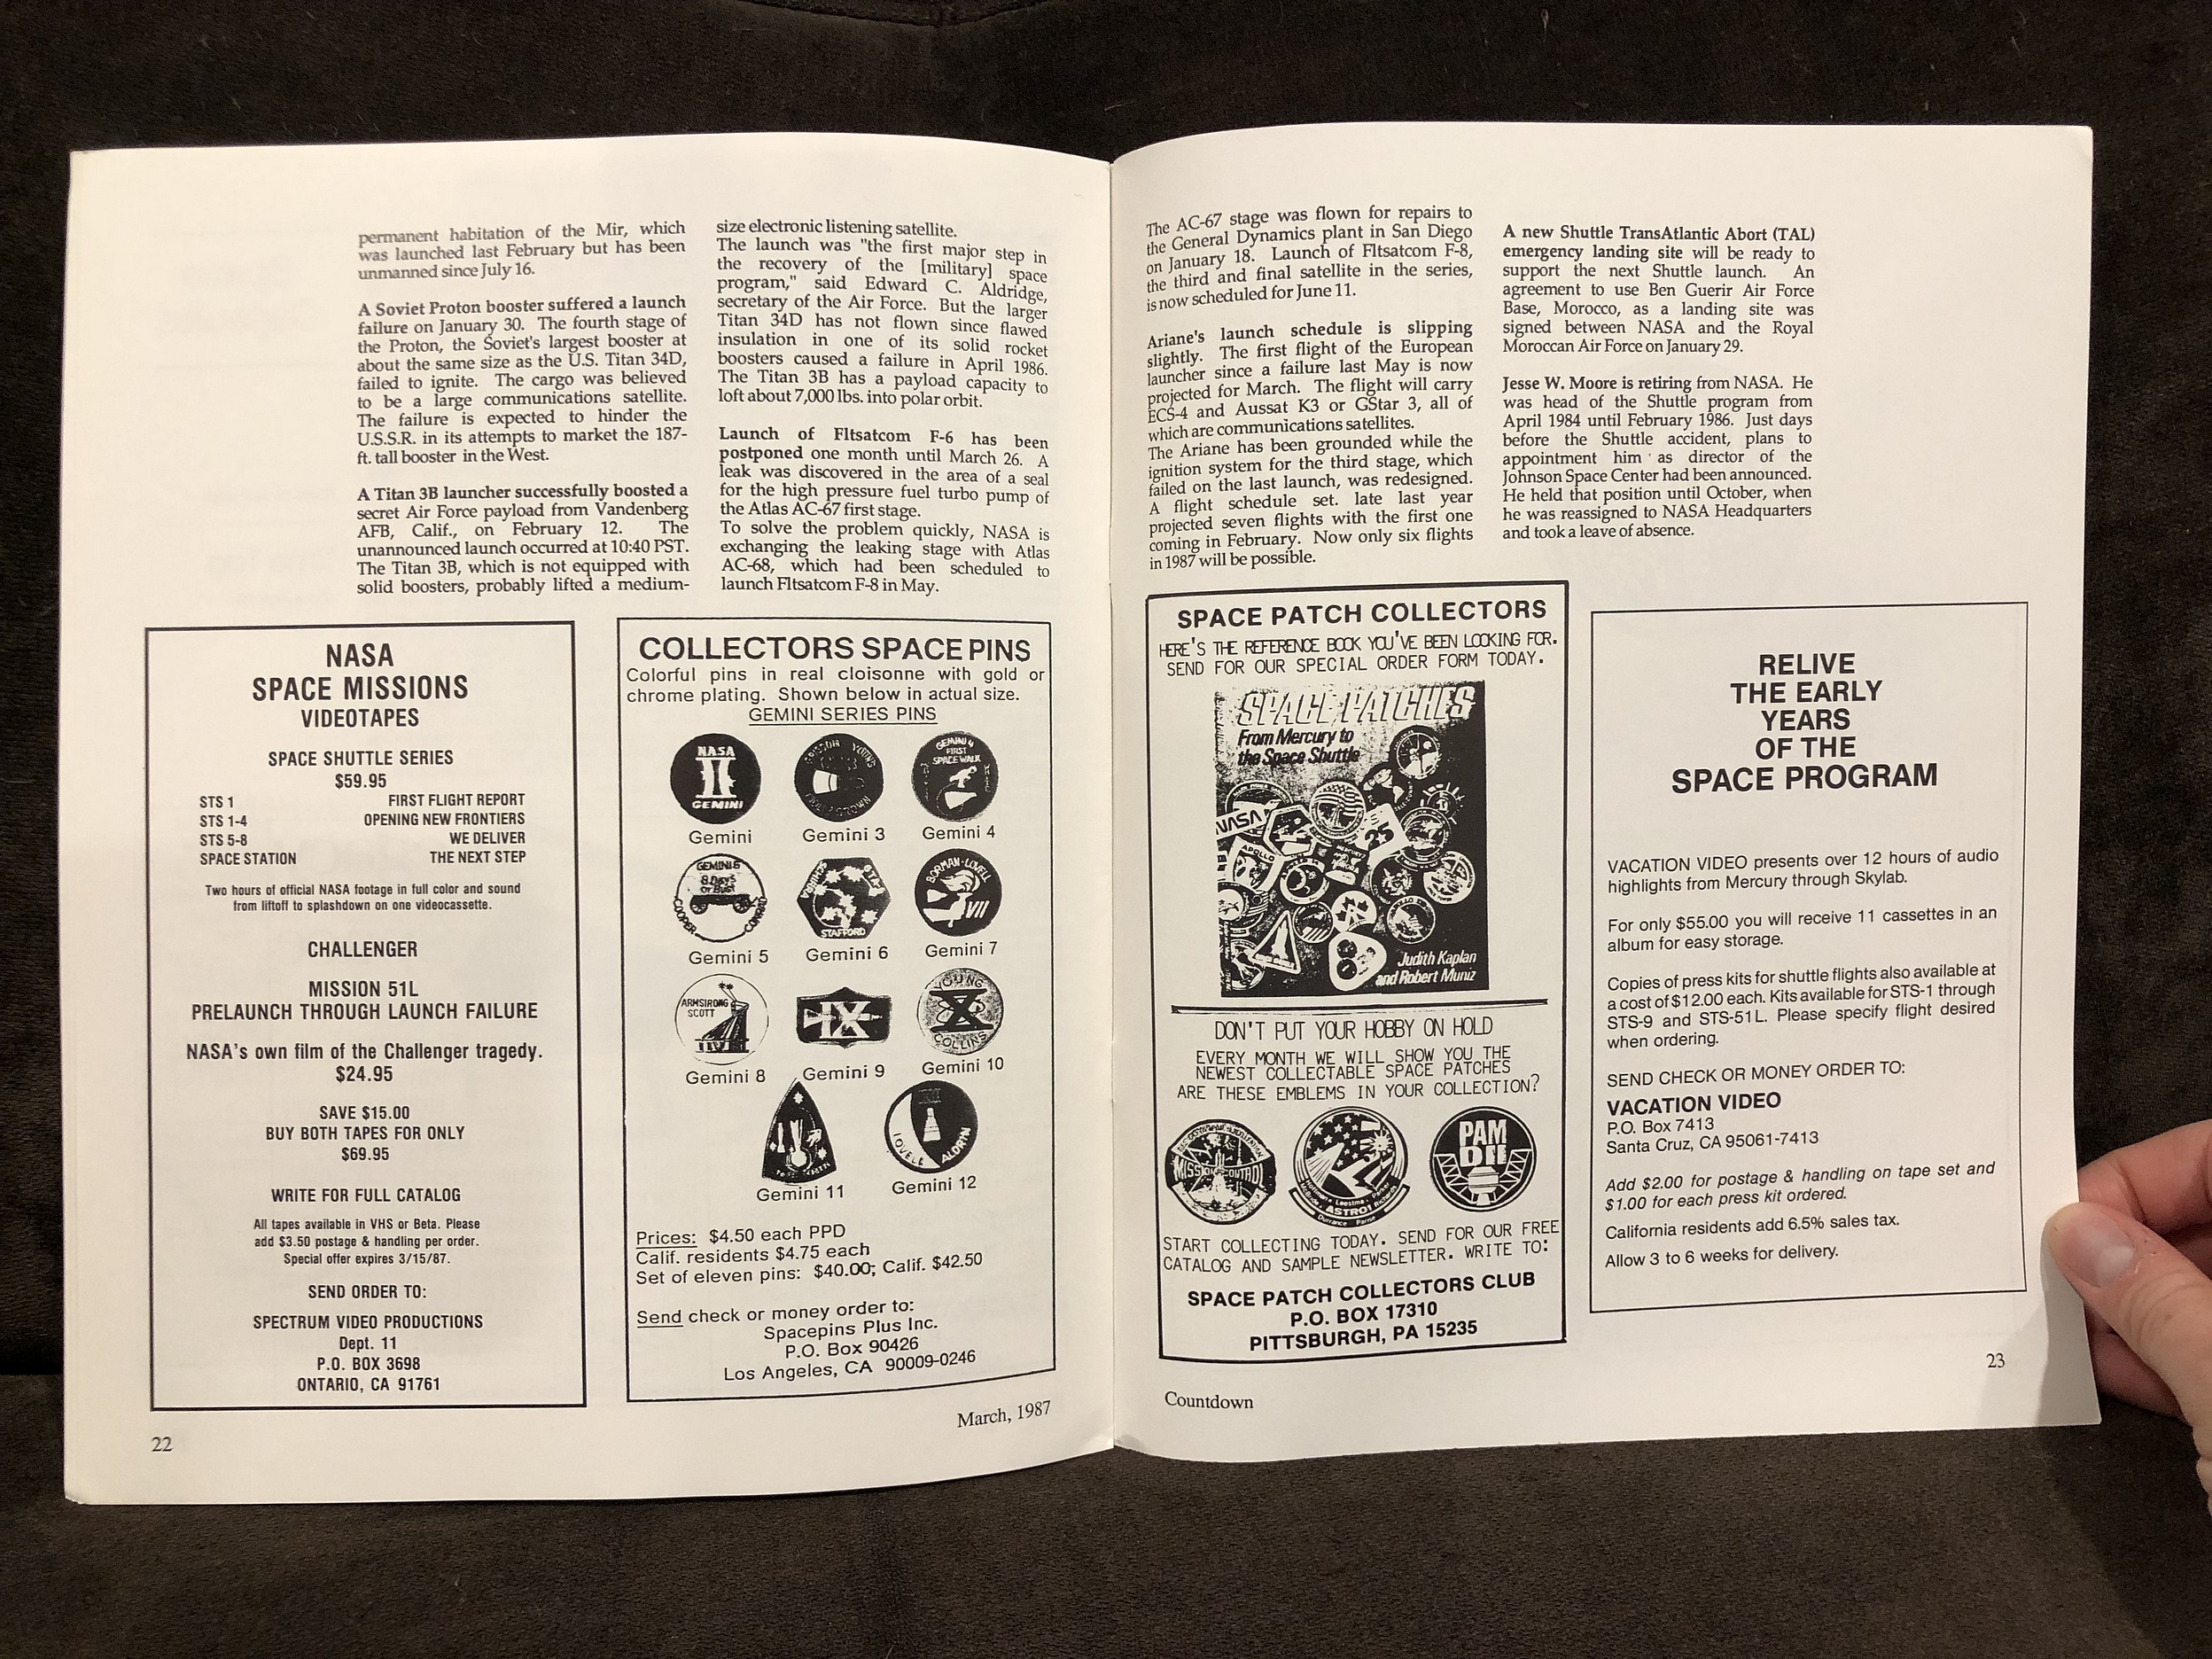 permanent habitation of the Mir, which
was launched last February but has been
unmanned since July 16.
A Soviet Proton booster suffered a launch
failure on January 30. The fourth stage of
the Proton, the Soviet's largest booster at
about the same size as the U.S. Titan 34D,
failed to ignite. The cargo was believed
to be a large communications satellite.
The failure is expected to hinder the
U.S.S.R. in its attempts to market the 187-
ft. tall booster in the West.
A Titan 3B launcher successfully boosted a
secret Air Force payload from Vandenberg
AFB, Calif., on February 12. The
unannounced launch occurred at 10:40 PST.
The Titan 3B, which is not equipped with
solid boosters, probably lifted a medium-
size electronic listening satellite.
The launch was "the first major step in
the recovery of the [military] space
program," said Edward C. Aldridge,
secretary of the Air Force. But the larger
Titan 34D has not flown since flawed
insulation in one of its solid rocket
boosters caused a failure in April 1986.
The Titan 3B has a payload capacity to
loft about 7,000 lbs. into polar orbit.
Launch of Fltsatcom F-6 has been
postponed one month until March 26. A
leak was discovered in the area of a seal
for the high pressure fuel turbo pump of
the Atlas AC-67 first stage.
To solve the problem quickly, NASA is
exchanging the leaking stage with Atlas
AC-68, which had been scheduled to
launch Fltsatcom F-8 in May.
NASA
SPACE MISSIONS
VIDEOTAPES
SPACE SHUTTLE SERIES
$59.95
STS 1 FIRST FLIGHT REPORT
STS 1-4 OPENING NEW FRONTIERS
STS 5-8 WE DELIVER
SPACE STATION THE NEXT STEP
Two hours of official NASA footage in full color and sound
from liftoff to splashdown on one videocassette.
CHALLENGER
MISSION 51L
PRELAUNCH THROUGH LAUNCH FAILURE
NASA's own film of the Challenger tragedy.
$24.95
SAVE $15.00
BUY BOTH TAPES FOR ONLY
$69.95
WRITE FOR FULL CATALOG
All tapes available in VHS or Beta. Please
add $3.50 postage & handling per order.
Special offer expires 3/15/87.
SEND ORDER TO:
SPECTRUM VIDEO PRODUCTIONS
Dept. 11
P.O. BOX 3698
ONTARIO, CA 91761
COLLECTORS SPACE PINS
Colorful pins in real cloisonne with gold or
chrome plating. Shown below in actual size.
GEMINI SERIES PINS
NASA
II
GEMINI
YOUNG
GEMINI 4
FIRST
SPACE WALK
Gemini Gemini 3 Gemini 4
GEMINI 5
8 Days
or Bust
COOPER CONRAD
STAFFORD
BORMAN-LOVELL
VII
Gemini 5 Gemini 6 Gemini 7
ARMSTRONG
SCOTT
IX
YOUNG
X
COLLINS
Gemini 8 Gemini 9 Gemini 10
LOVELL ALDRIN
Gemini 11 Gemini 12
Prices: $4.50 each PPD
Calif. residents $4.75 each
Set of eleven pins: $40.00; Calif. $42.50
Send check or money order to:
Spacepins Plus Inc.
P.O. Box 90426
Los Angeles, CA 90009-0246
22
March, 1987
The AC-67 stage was flown for repairs to
the General Dynamics plant in San Diego
on January 18. Launch of Fltsatcom F-8,
the third and final satellite in the series,
is now scheduled for June 11.
Ariane's launch schedule is slipping
slightly. The first flight of the European
launcher since a failure last May is now
projected for March. The flight will carry
ECS-4 and Aussat K3 or GStar 3, all of
which are communications satellites.
The Ariane has been grounded while the
ignition system for the third stage, which
failed on the last launch, was redesigned.
A flight schedule set. late last year
projected seven flights with the first one
coming in February. Now only six flights
in 1987 will be possible.
A new Shuttle TransAtlantic Abort (TAL)
emergency landing site will be ready to
support the next Shuttle launch. An
agreement to use Ben Guerir Air Force
Base, Morocco, as a landing site was
signed between NASA and the Royal
Moroccan Air Force on January 29.
Jesse W. Moore is retiring from NASA. He
was head of the Shuttle program from
April 1984 until February 1986. Just days
before the Shuttle accident, plans to
appointment him as director of the
Johnson Space Center had been announced.
He held that position until October, when
he was reassigned to NASA Headquarters
and took a leave of absence.
SPACE PATCH COLLECTORS
HERE'S THE REFERENCE BOOK YOU'VE BEEN LOOKING FOR.
SEND FOR OUR SPECIAL ORDER FORM TODAY.
SPACE PATCHES
From Mercury to
the Space Shuttle
NASA
25
APOLLO
Judith Kaplan
and Robert Muniz
DON'T PUT YOUR HOBBY ON HOLD
EVERY MONTH WE WILL SHOW YOU THE
NEWEST COLLECTABLE SPACE PATCHES
ARE THESE EMBLEMS IN YOUR COLLECTION?
MISSION CONTROL
ASTRO 1
PAM
DII
START COLLECTING TODAY. SEND FOR OUR FREE
CATALOG AND SAMPLE NEWSLETTER. WRITE TO:
SPACE PATCH COLLECTORS CLUB
P.O. BOX 17310
PITTSBURGH, PA 15235
RELIVE
THE EARLY
YEARS
OF THE
SPACE PROGRAM
VACATION VIDEO presents over 12 hours of audio
highlights from Mercury through Skylab.
For only $55.00 you will receive 11 cassettes in an
album for easy storage.
Copies of press kits for shuttle flights also available at
a cost of $12.00 each. Kits available for STS-1 through
STS-9 and STS-51L. Please specify flight desired
when ordering.
SEND CHECK OR MONEY ORDER TO:
VACATION VIDEO
P.O. Box 7413
Santa Cruz, CA 95061-7413
Add $2.00 for postage & handling on tape set and
$1.00 for each press kit ordered.
California residents add 6.5% sales tax.
Allow 3 to 6 weeks for delivery.
Countdown
23